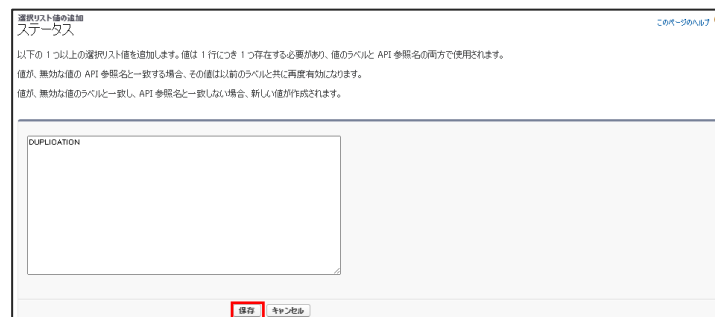 選択リスト値の追加
ステータス
このページのヘルプ
以下の 1 つ以上の選択リスト値を追加します。値は 1 行につき 1 つ存在する必要があり、値のラベルと API 参照名の両方で使用されます。
値が、無効な値の API 参照名と一致する場合、その値は以前のラベルと共に再度有効になります。
値が、無効な値のラベルと一致し、API 参照名と一致しない場合、新しい値が作成されます。
DUPLICATION
保存 キャンセル